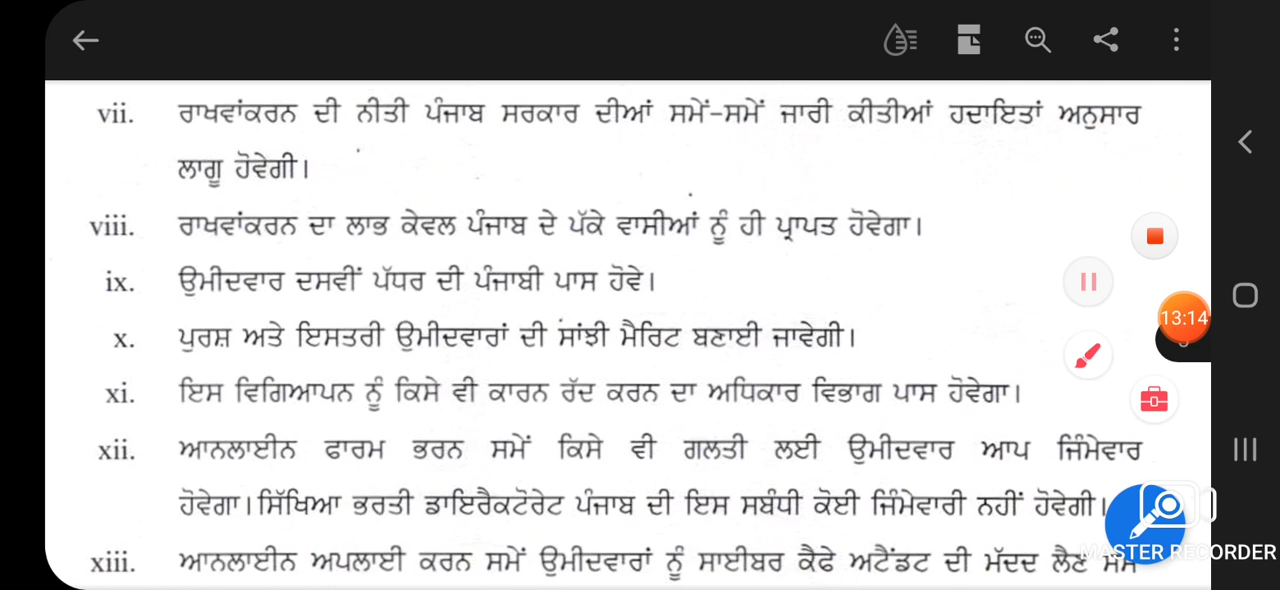 vii. ਰਾਖਵਾਂਕਰਨ ਦੀ ਨੀਤੀ ਪੰਜਾਬ ਸਰਕਾਰ ਦੀਆਂ ਸਮੇਂ-ਸਮੇਂ ਜਾਰੀ ਕੀਤੀਆਂ ਹਦਾਇਤਾਂ ਅਨੁਸਾਰ
ਲਾਗੂ ਹੋਵੇਗੀ।
viii. ਰਾਖਵਾਂਕਰਨ ਦਾ ਲਾਭ ਕੇਵਲ ਪੰਜਾਬ ਦੇ ਪੱਕੇ ਵਾਸੀਆਂ ਨੂੰ ਹੀ ਪ੍ਰਾਪਤ ਹੋਵੇਗਾ।
ix. ਉਮੀਦਵਾਰ ਦਸਵੀਂ ਪੱਧਰ ਦੀ ਪੰਜਾਬੀ ਪਾਸ ਹੋਵੇ।
x. ਪੁਰਸ਼ ਅਤੇ ਇਸਤਰੀ ਉਮੀਦਵਾਰਾਂ ਦੀ ਸਾਂਝੀ ਮੈਰਿਟ ਬਣਾਈ ਜਾਵੇਗੀ।
13:14
xi. ਇਸ ਵਿਗਿਆਪਨ ਨੂੰ ਕਿਸੇ ਵੀ ਕਾਰਨ ਰੱਦ ਕਰਨ ਦਾ ਅਧਿਕਾਰ ਵਿਭਾਗ ਪਾਸ ਹੋਵੇਗਾ।
xii. ਆਨਲਾਈਨ ਫਾਰਮ ਭਰਨ ਸਮੇਂ ਕਿਸੇ ਵੀ ਗਲਤੀ ਲਈ ਉਮੀਦਵਾਰ ਆਪ ਜਿੰਮੇਵਾਰ
ਹੋਵੇਗਾ।ਸਿੱਖਿਆ ਭਰਤੀ ਡਾਇਰੈਕਟੋਰੇਟ ਪੰਜਾਬ ਦੀ ਇਸ ਸਬੰਧੀ ਕੋਈ ਜਿੰਮੇਵਾਰੀ ਨਹੀਂ ਹੋਵੇਗੀ।
MASTER RECORDER
xiii. ਆਨਲਾਈਨ ਅਪਲਾਈ ਕਰਨ ਸਮੇਂ ਉਮੀਦਵਾਰਾਂ ਨੂੰ ਸਾਈਬਰ ਕੈਫੇ ਅਟੈਂਡਟ ਦੀ ਮੱਦਦ ਲੈਣ